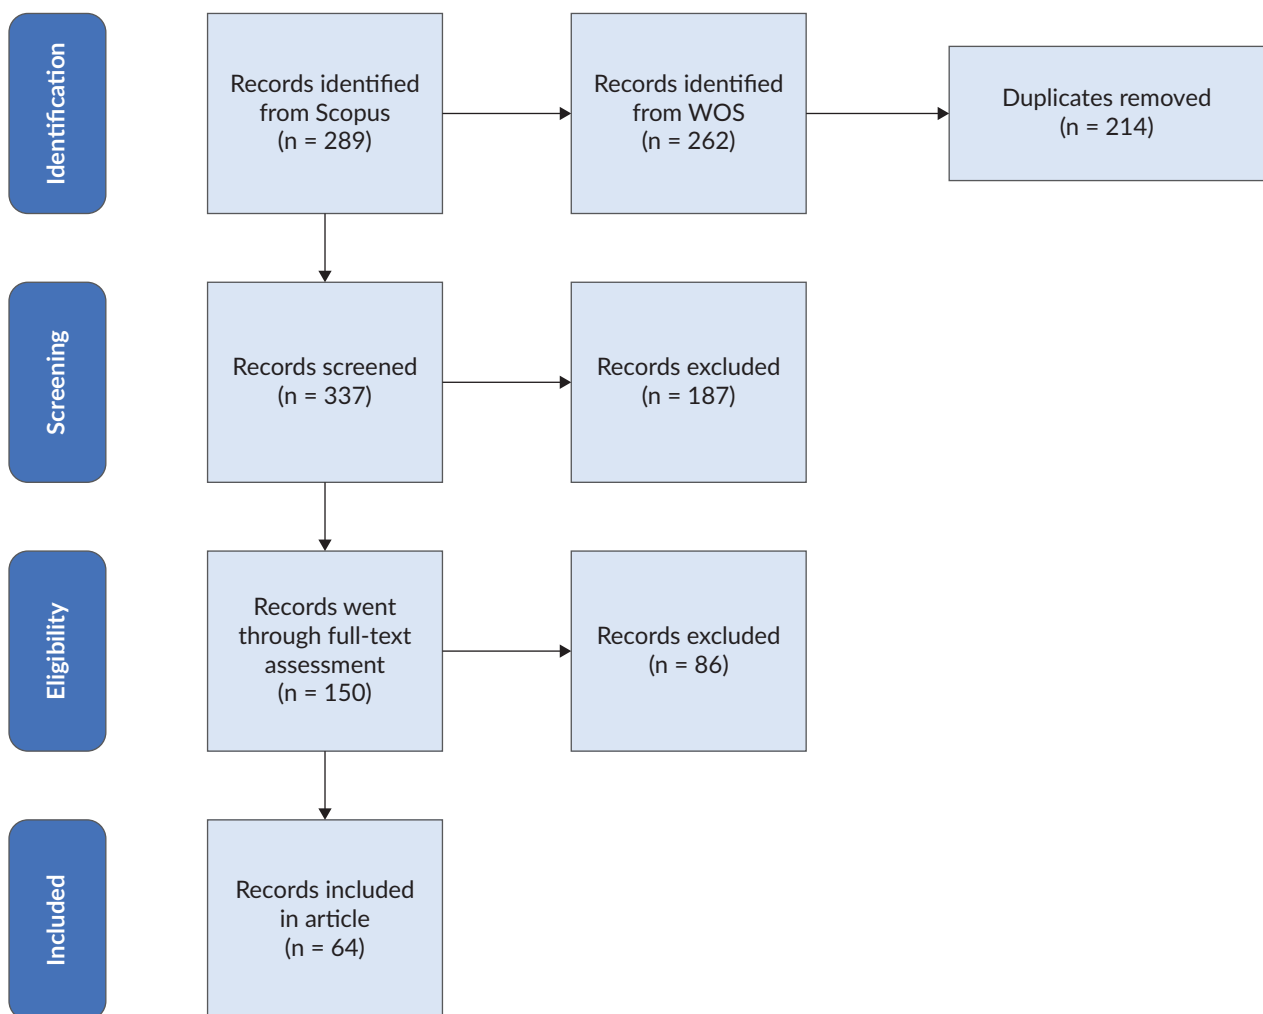 Identification
Records identified
from Scopus
(n = 289)
Records identified
from WOS
(n = 262)
Duplicates removed
(n = 214)
Screening
Records screened
(n = 337)
Records excluded
(n = 187)
Eligibility
Records went
through full-text
assessment
(n = 150)
Records excluded
(n = 86)
Included
Records included
in article
(n = 64)